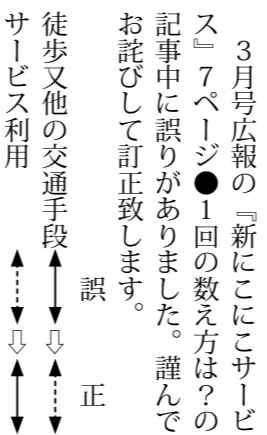 ３月号広報の『新にこにこサービ
ス』７ページ●１回の数え方は？の
記事中に誤りがありました。謹んで
お詫びして訂正致します。
誤　正
徒歩又他の交通手段 ⟷ ⇨ ⟷
サービス利用 ⟷ ⇨ ⟷